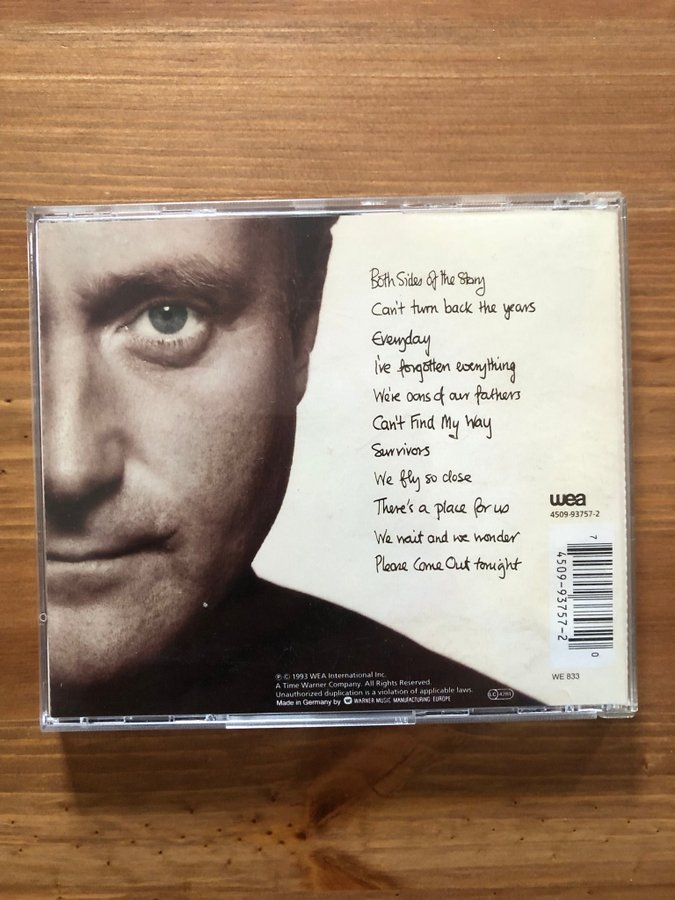 Both Sides of the Story
Can't turn back the years
Everyday
I've forgotten everything
We're sons of our fathers
Can't Find My Way
Survivors
We fly so close
There's a place for us
We wait and we wonder
Please Come Out tonight
wea
4509-93757-2
7 4509-93757-2 0
WE 833
℗ © 1993 WEA International Inc.
A Time Warner Company. All Rights Reserved.
Unauthorized duplication is a violation of applicable laws.
Made in Germany by WARNER MUSIC MANUFACTURING EUROPE
LC 4281